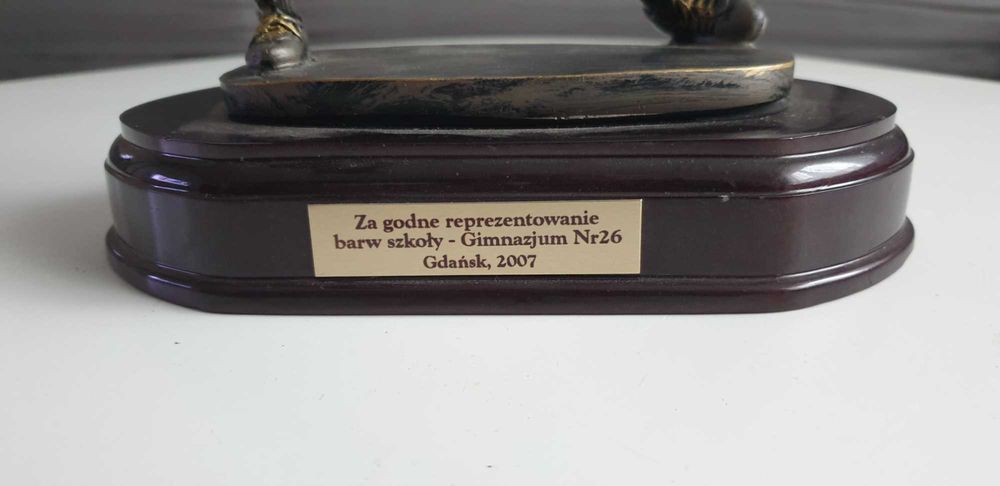 Za godne reprezentowanie
barw szkoły - Gimnazjum Nr26
Gdańsk, 2007